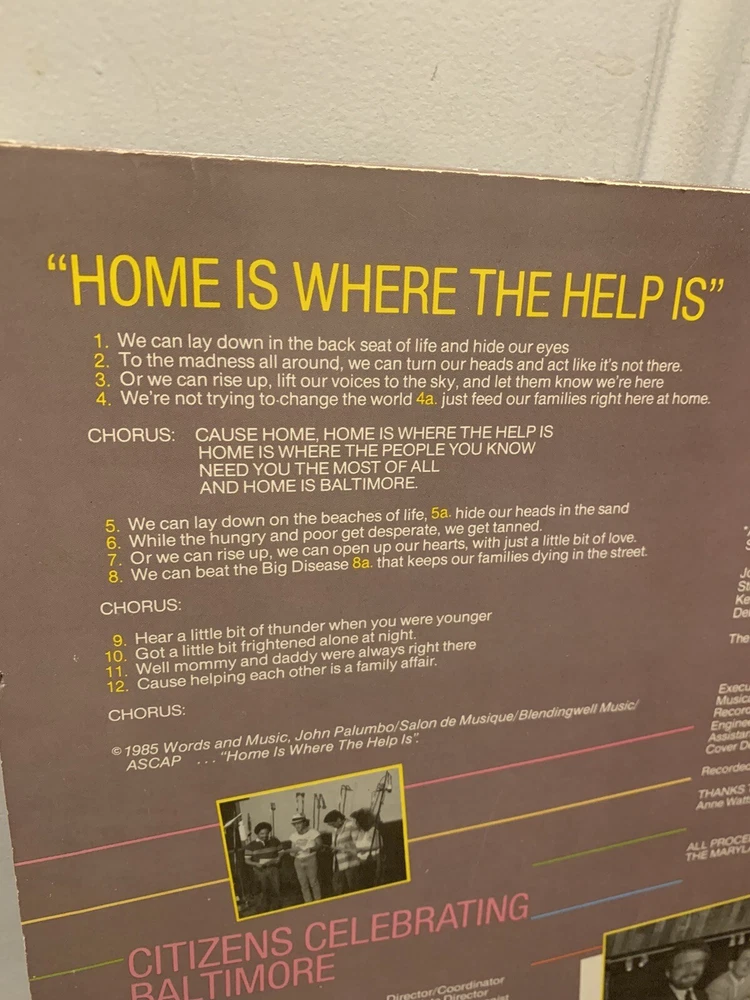 “HOME IS WHERE THE HELP IS”
1. We can lay down in the back seat of life and hide our eyes
2. To the madness all around, we can turn our heads and act like it's not there.
3. Or we can rise up, lift our voices to the sky, and let them know we're here
4. We're not trying to change the world 4a. just feed our families right here at home.
CHORUS: CAUSE HOME, HOME IS WHERE THE HELP IS
HOME IS WHERE THE PEOPLE YOU KNOW
NEED YOU THE MOST OF ALL
AND HOME IS BALTIMORE.
5. We can lay down on the beaches of life, 5a. hide our heads in the sand
6. While the hungry and poor get desperate, we get tanned.
7. Or we can rise up, we can open up our hearts, with just a little bit of love.
8. We can beat the Big Disease 8a. that keeps our families dying in the street.
CHORUS:
9. Hear a little bit of thunder when you were younger
10. Got a little bit frightened alone at night.
11. Well mommy and daddy were always right there
12. Cause helping each other is a family affair.
CHORUS:
©1985 Words and Music, John Palumbo/Salon de Musique/Blendingwell Music/
ASCAP ... “Home Is Where The Help Is”.
CITIZENS CELEBRATING
BALTIMORE
Director/Coordinator
Director
The
Recorded
THANKS
Anne
ALL
THE